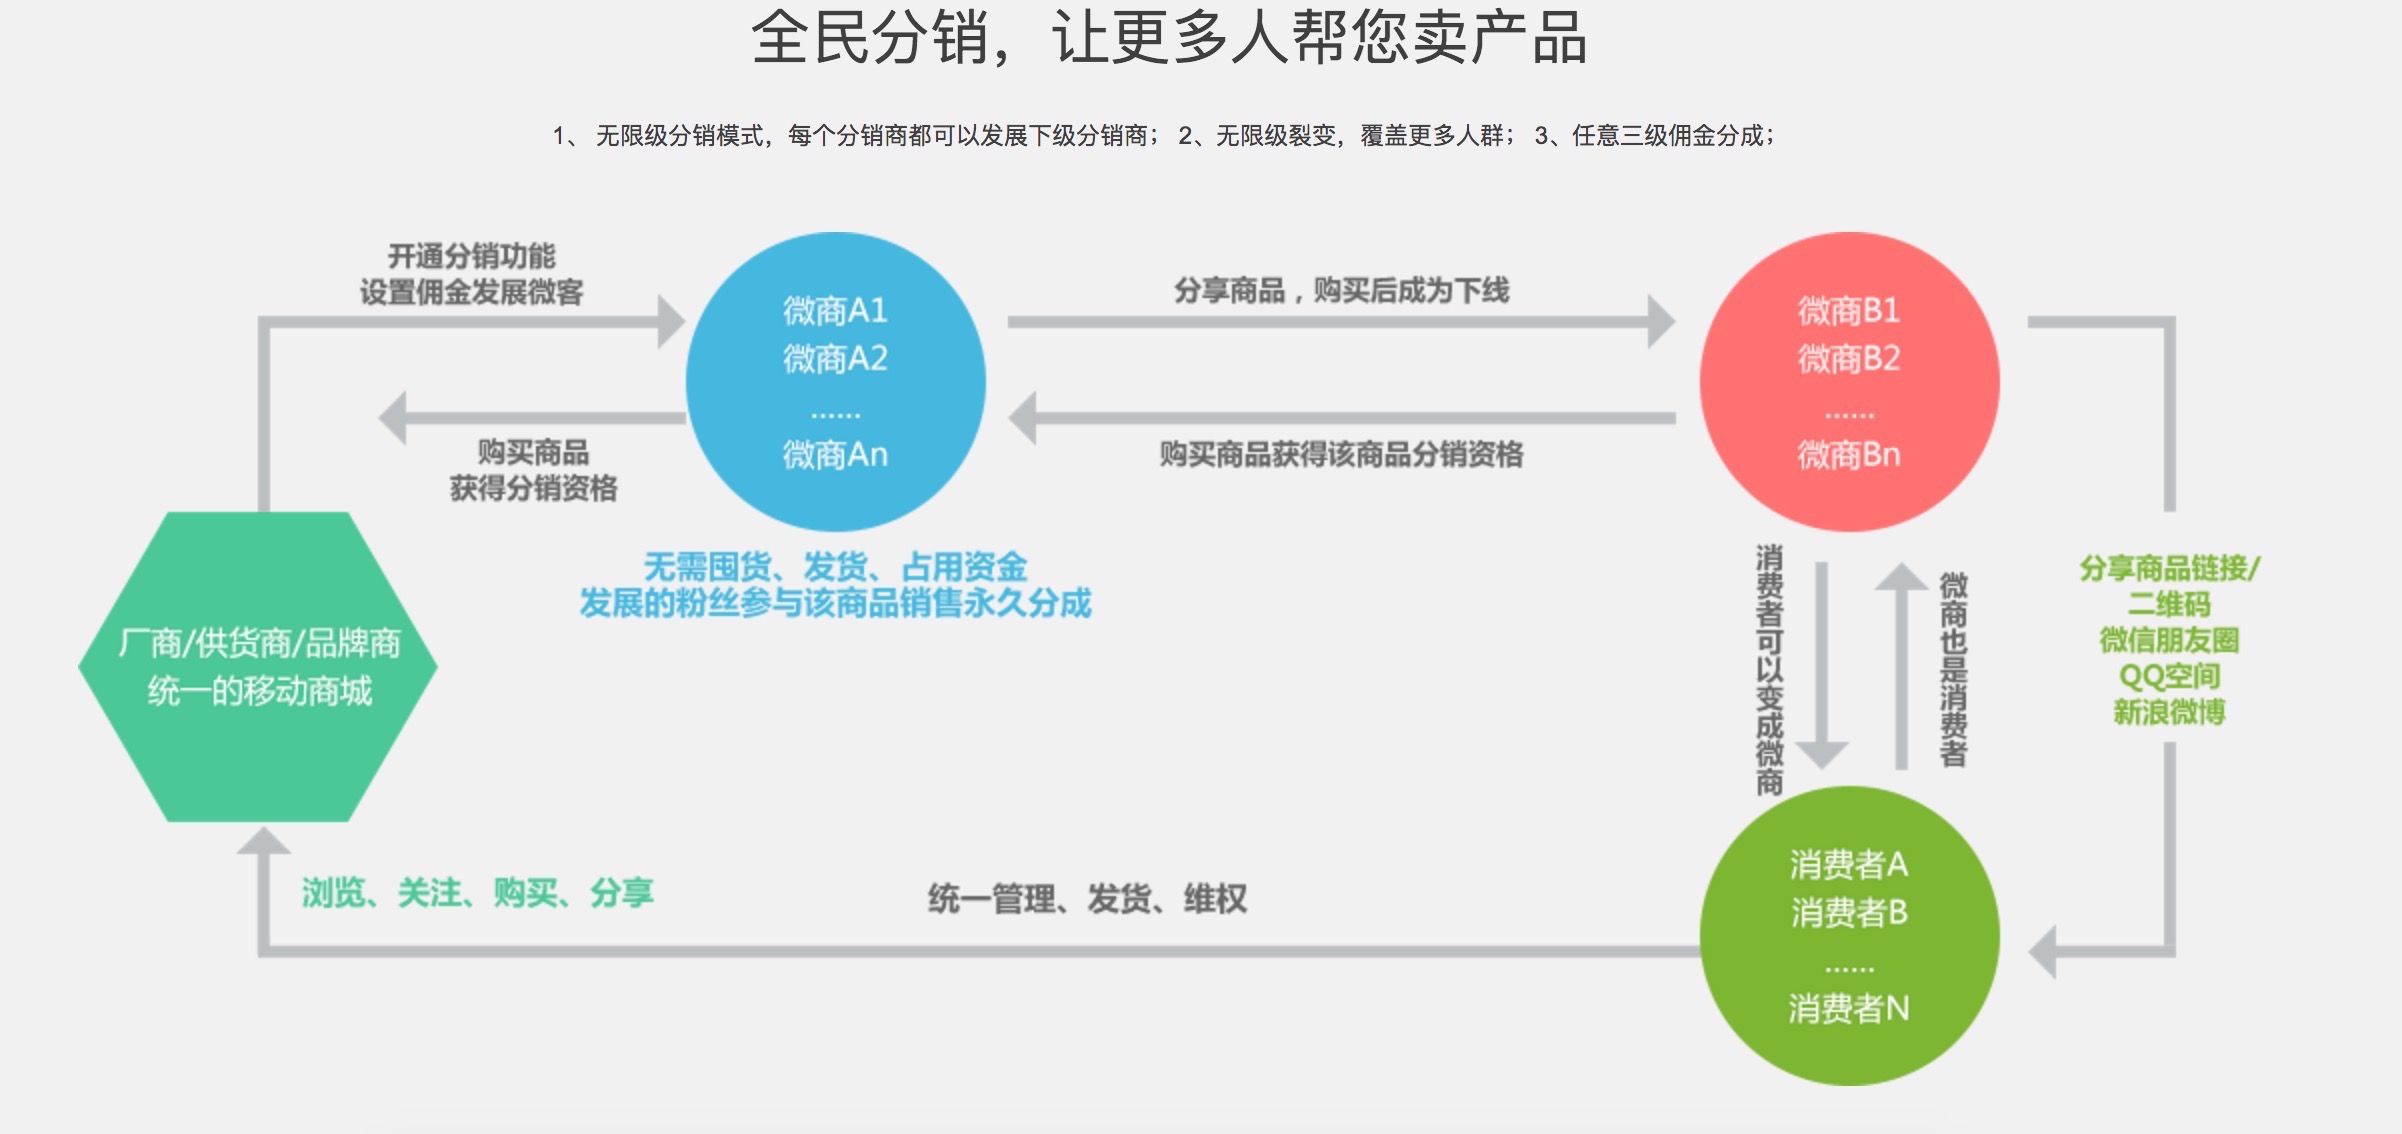 全民分销，让更多人帮您卖产品
1、 无限级分销模式，每个分销商都可以发展下级分销商； 2、无限级裂变，覆盖更多人群； 3、任意三级佣金分成；
开通分销功能
设置佣金发展微客
购买商品
获得分销资格
微商A1
微商A2
......
微商An
分享商品，购买后成为下线
购买商品获得该商品分销资格
微商B1
微商B2
......
微商Bn
无需囤货、发货、占用资金
发展的粉丝参与该商品销售永久分成
厂商/供货商/品牌商
统一的移动商城
消费者可以变成微商
微商也是消费者
分享商品链接/
二维码
微信朋友圈
QQ空间
新浪微博
浏览、关注、购买、分享
统一管理、发货、维权
消费者A
消费者B
......
消费者N